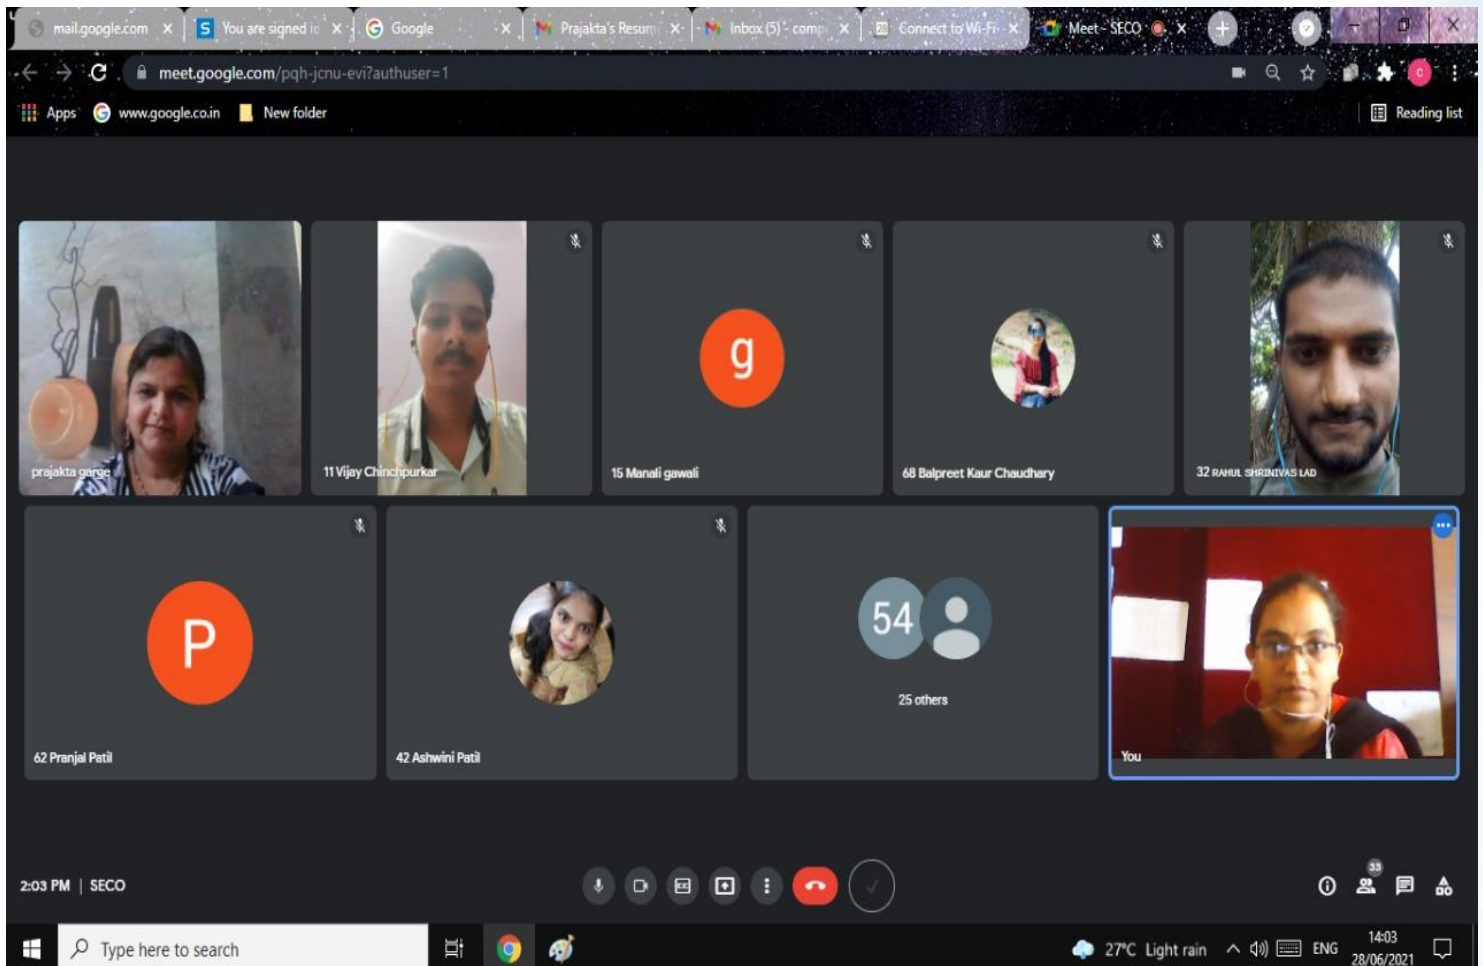 mail.google.com
You are signed i
Google
Prajakta's Resum
Inbox (5) - comp
Connect to Wi-Fi
Meet - SECO
meet.google.com/pqh-jcnu-evi?authuser=1
C
Apps
www.google.co.in
New folder
Reading list
prajakta garge
11 Vijay Chinchpurkar
g
15 Manali gawali
68 Balpreet Kaur Chaudhary
32 RAHUL SHRINIVAS LAD
P
62 Pranjal Patil
42 Ashwini Patil
54
25 others
You
2:03 PM | SECO
33
Type here to search
27°C Light rain
ENG
14:03
28/06/2021